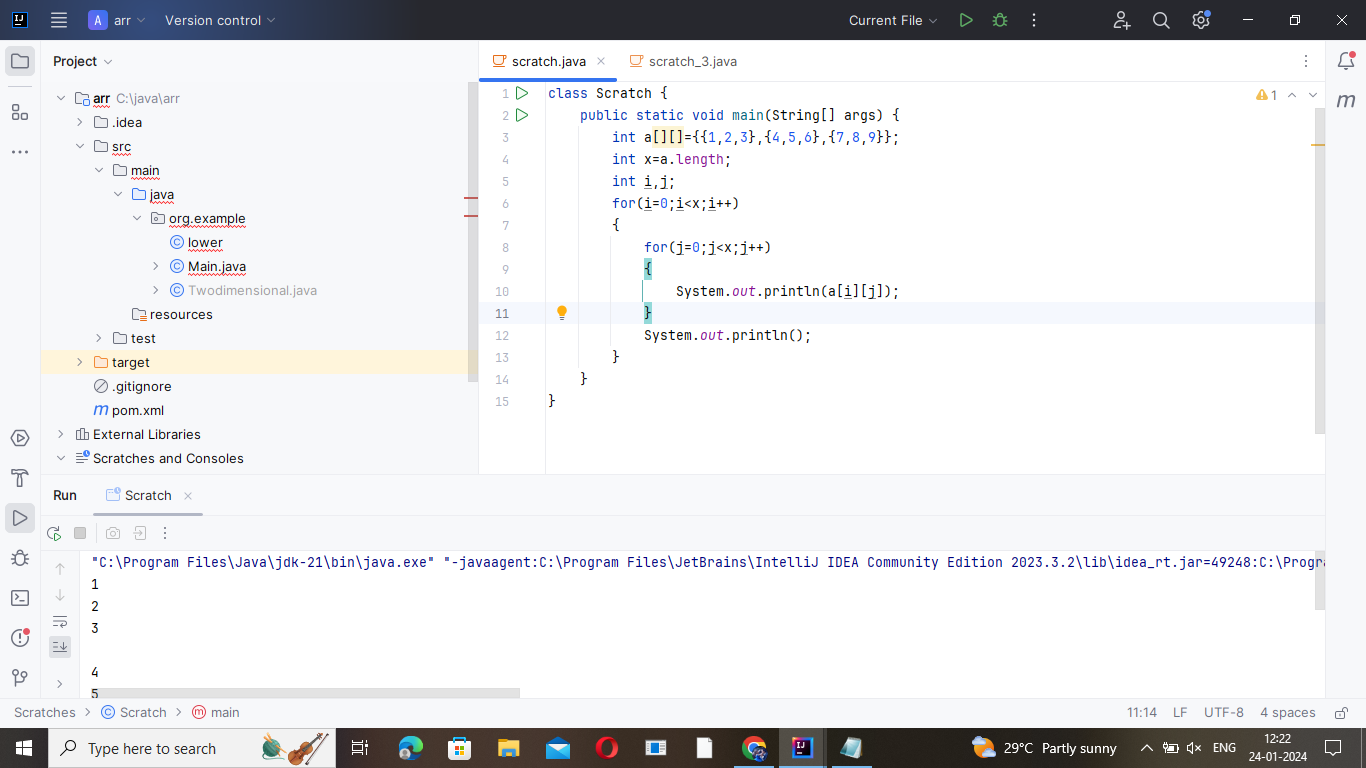 A arr Version control Current File
Project
arr C:\java\arr
.idea
src
main
java
org.example
lower
Main.java
Twodimensional.java
resources
test
target
.gitignore
m pom.xml
External Libraries
Scratches and Consoles
scratch.java scratch_3.java
1 class Scratch {
2 public static void main(String[] args) {
3 int a[][]={{1,2,3},{4,5,6},{7,8,9}};
4 int x=a.length;
5 int i,j;
6 for(i=0;i<x;i++)
7 {
8 for(j=0;j<x;j++)
9 {
10 System.out.println(a[i][j]);
11 }
12 System.out.println();
13 }
14 }
15 }
1
m
Run Scratch
"C:\Program Files\Java\jdk-21\bin\java.exe" "-javaagent:C:\Program Files\JetBrains\IntelliJ IDEA Community Edition 2023.3.2\lib\idea_rt.jar=49248:C:\Progra
1
2
3
4
5
Scratches > Scratch > main 11:14 LF UTF-8 4 spaces
Type here to search 29°C Partly sunny ENG 12:22
24-01-2024